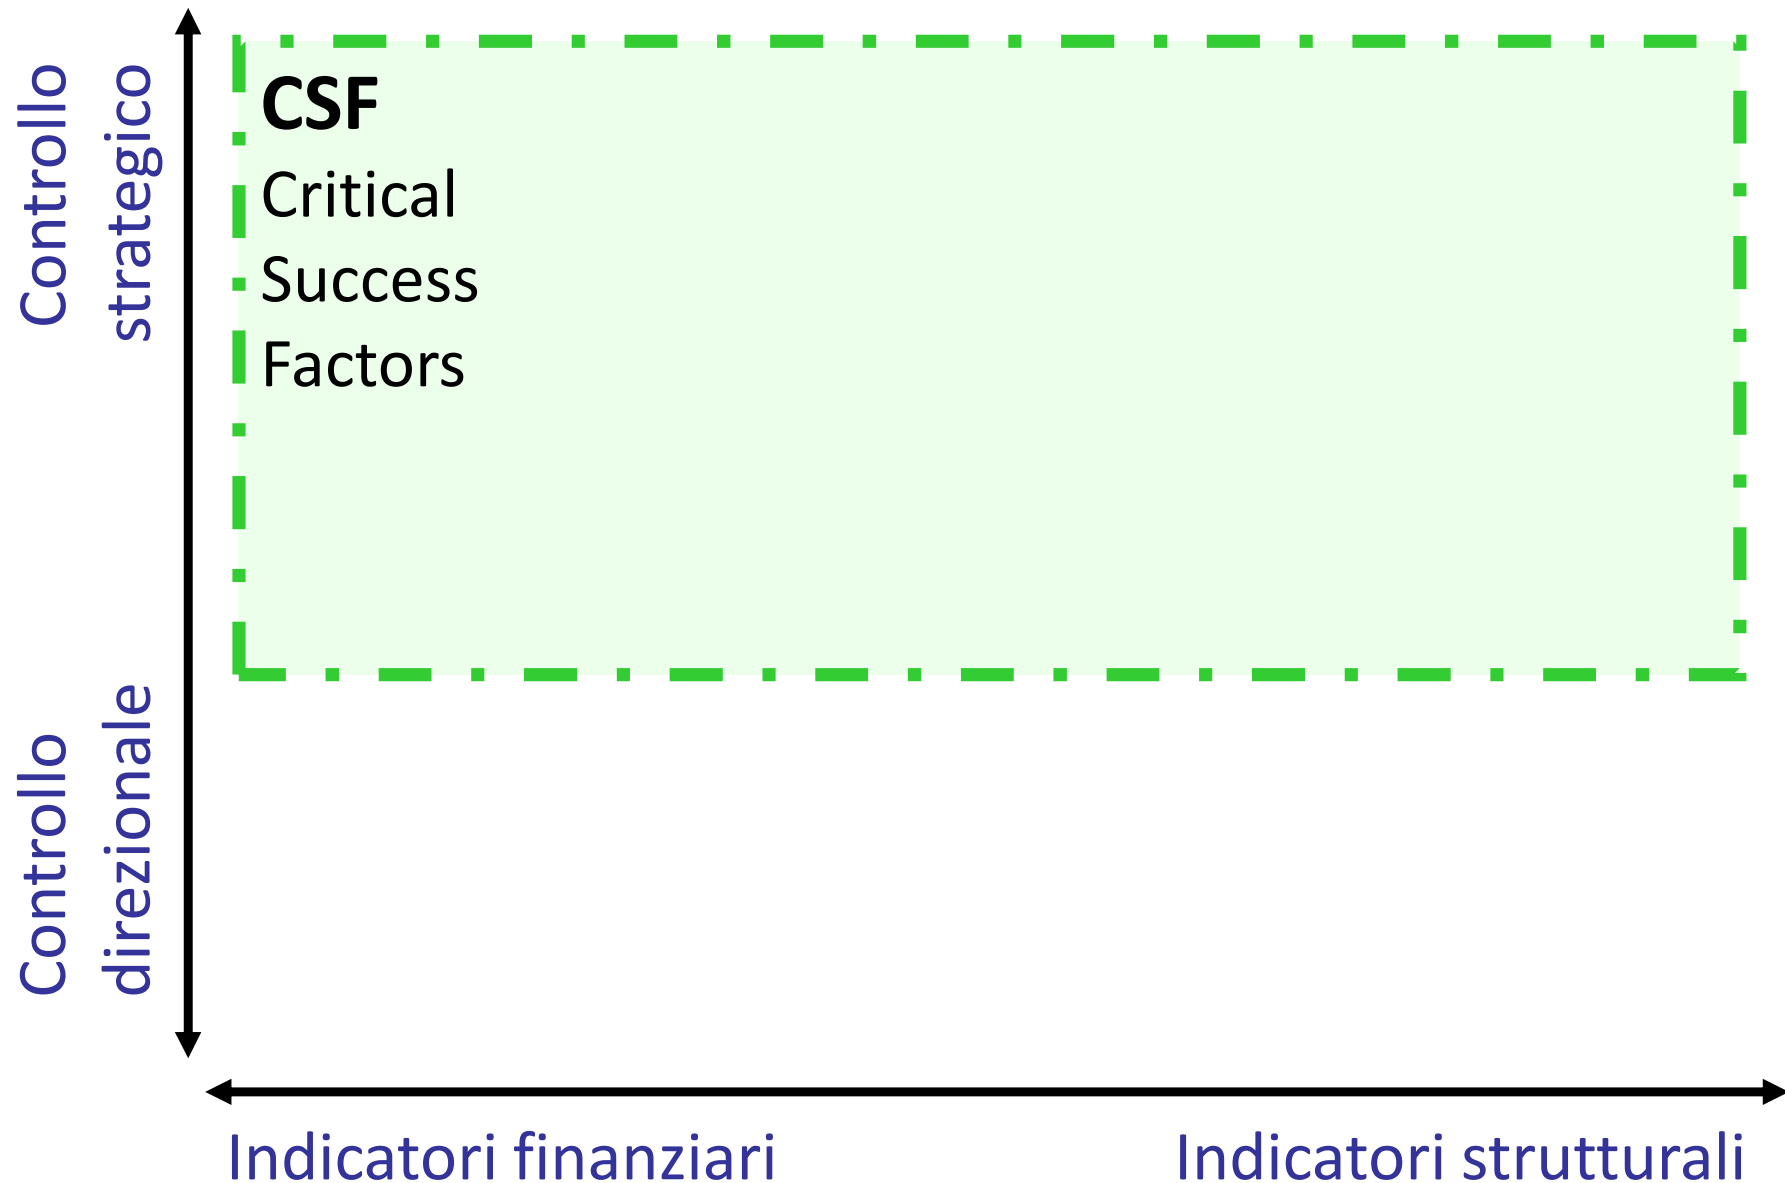 Controllo
strategico
CSF
Critical
Success
Factors
Controllo
direzionale
Indicatori finanziari
Indicatori strutturali